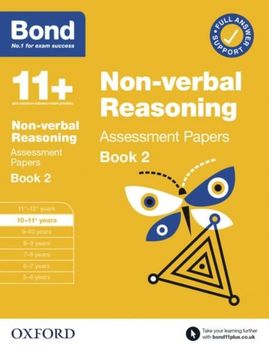 Bond
No.1 for exam success
11+
Non-verbal
Reasoning
Assessment
Papers
Book 2
11+-12+ years
10-11+ years
9-10 years
8-9 years
7-8 years
6-7 years
5-6 years
OXFORD
FULL ANSWER
SUPPORT
Non-verbal
Reasoning
Assessment Papers
Book 2
Take your learning further
with bond11plus.co.uk